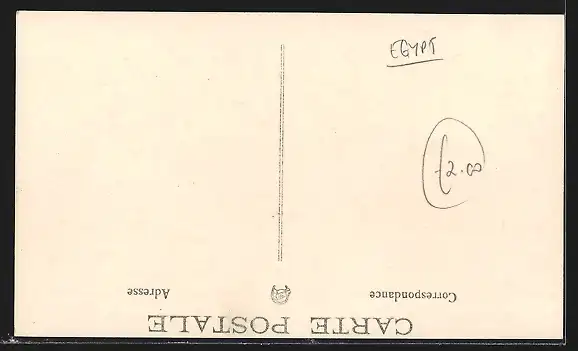 EGYPT
£2.00
CARTE POSTALE
Correspondance
Adresse